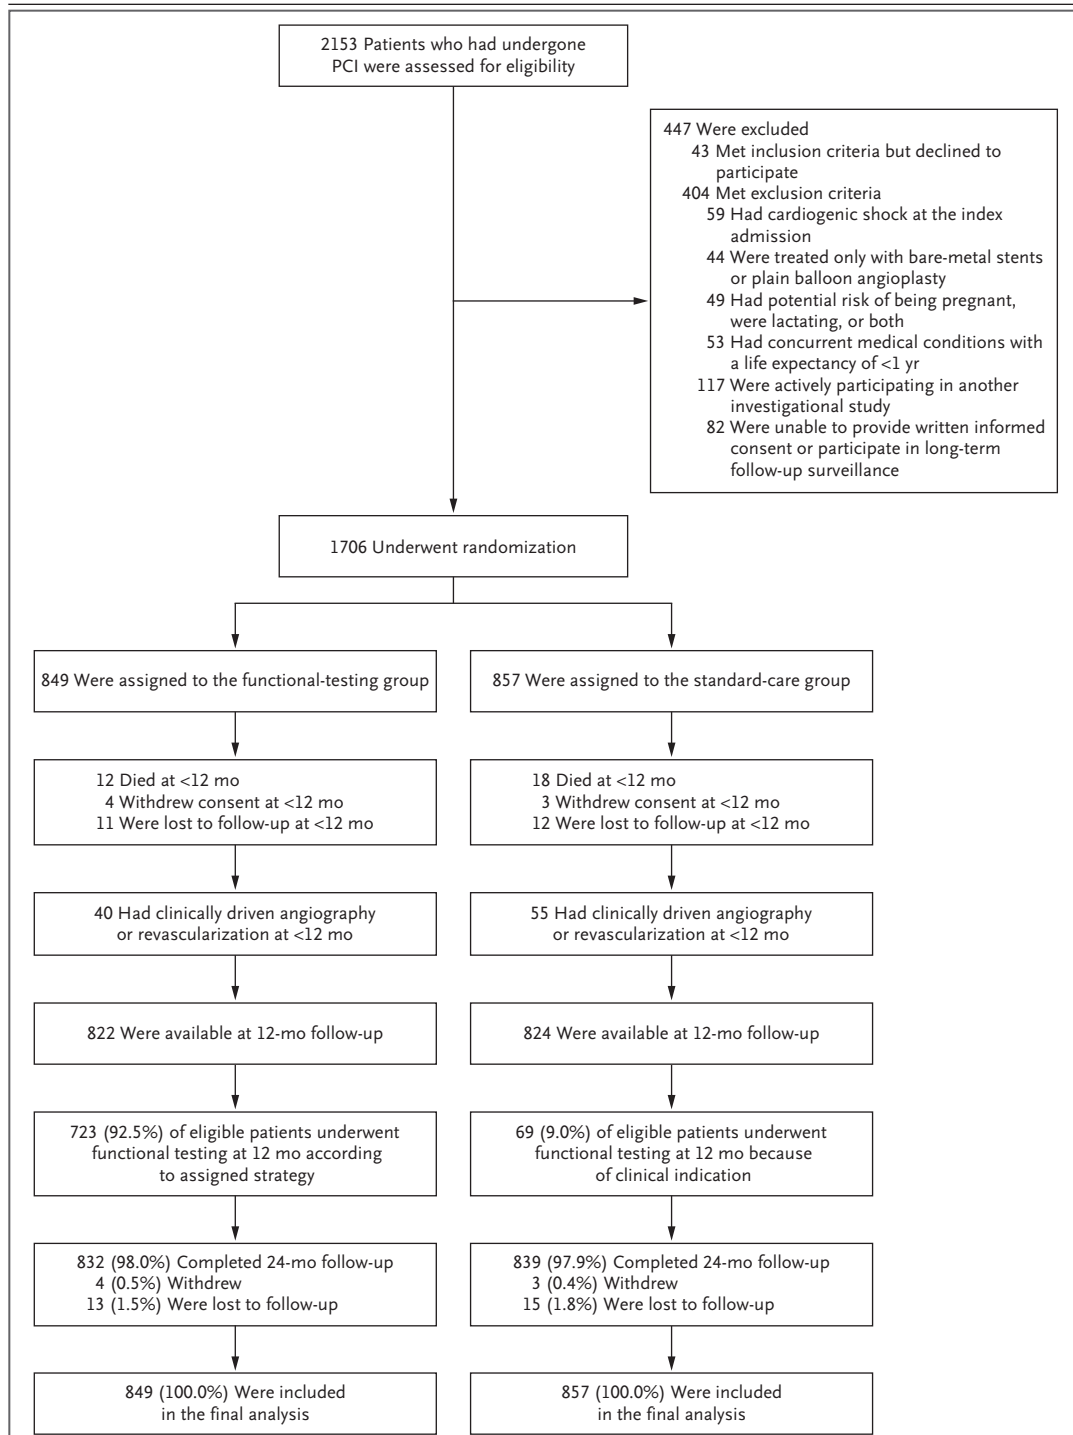 2153 Patients who had undergone
PCI were assessed for eligibility
447 Were excluded
43 Met inclusion criteria but declined to
participate
404 Met exclusion criteria
59 Had cardiogenic shock at the index
admission
44 Were treated only with bare-metal stents
or plain balloon angioplasty
49 Had potential risk of being pregnant,
were lactating, or both
53 Had concurrent medical conditions with
a life expectancy of <1 yr
117 Were actively participating in another
investigational study
82 Were unable to provide written informed
consent or participate in long-term
follow-up surveillance
1706 Underwent randomization
849 Were assigned to the functional-testing group
857 Were assigned to the standard-care group
12 Died at <12 mo
4 Withdrew consent at <12 mo
11 Were lost to follow-up at <12 mo
18 Died at <12 mo
3 Withdrew consent at <12 mo
12 Were lost to follow-up at <12 mo
40 Had clinically driven angiography
or revascularization at <12 mo
55 Had clinically driven angiography
or revascularization at <12 mo
822 Were available at 12-mo follow-up
824 Were available at 12-mo follow-up
723 (92.5%) of eligible patients underwent
functional testing at 12 mo according
to assigned strategy
69 (9.0%) of eligible patients underwent
functional testing at 12 mo because
of clinical indication
832 (98.0%) Completed 24-mo follow-up
4 (0.5%) Withdrew
13 (1.5%) Were lost to follow-up
839 (97.9%) Completed 24-mo follow-up
3 (0.4%) Withdrew
15 (1.8%) Were lost to follow-up
849 (100.0%) Were included
in the final analysis
857 (100.0%) Were included
in the final analysis